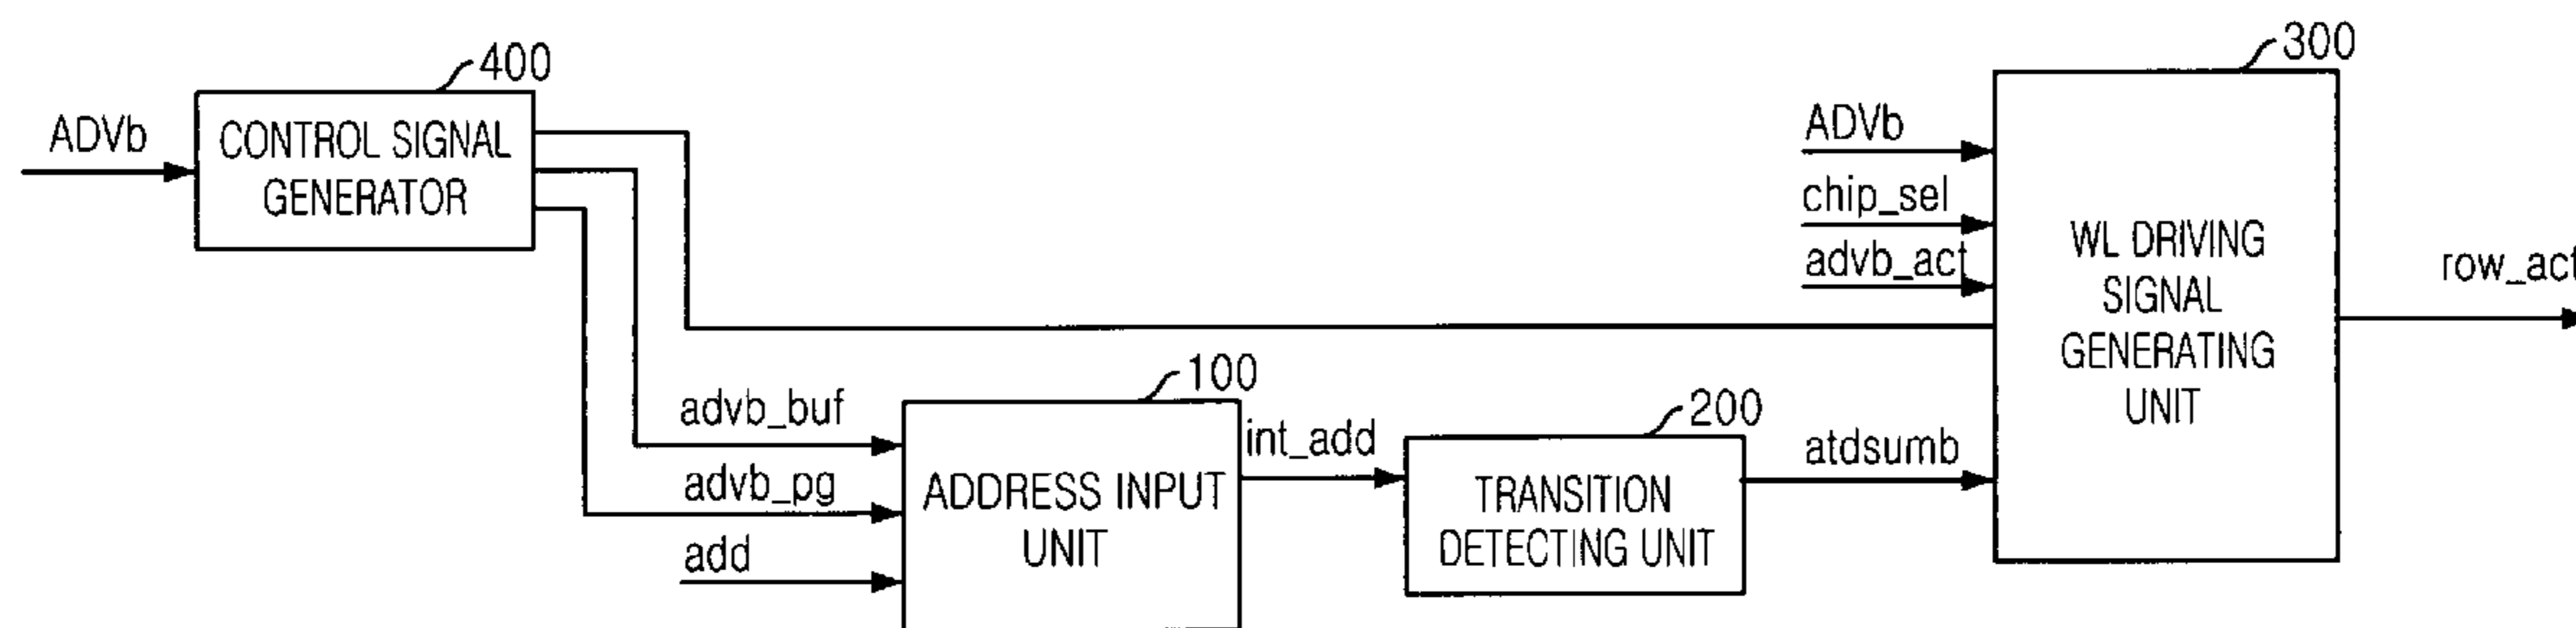 400
ADVb
CONTROL SIGNAL
GENERATOR
300
ADVb
chip_sel
advb_act
WL DRIVING
SIGNAL
GENERATING
UNIT
row_act
advb_buf
advb_pg
add
100
ADDRESS INPUT
UNIT
int_add
200
TRANSITION
DETECTING UNIT
atdsumb